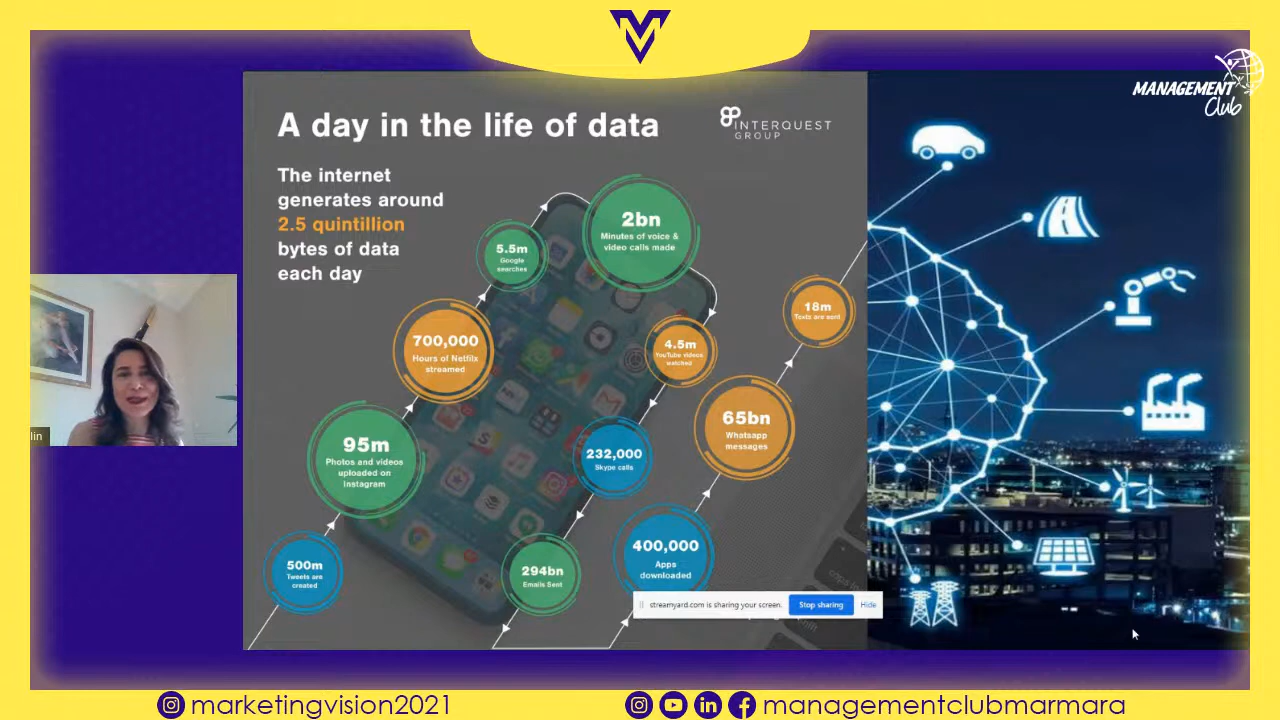 MANAGEMENT
Club
A day in the life of data
INTERQUEST
GROUP
The internet
generates around
2.5 quintillion
bytes of data
each day
2bn
Minutes of voice &
video calls made
5.5m
Google
searches
18m
Texts are sent
700,000
Hours of Netflix
streamed
4.5m
YouTube videos
watched
65bn
Whatsapp
messages
95m
Photos and videos
uploaded on
Instagram
232,000
Skype calls
lin
500m
Tweets are
created
294bn
Emails Sent
400,000
Apps
downloaded
streamyard.com is sharing your screen.
Stop sharing
Hide
marketingvision2021
managementclubmarmara